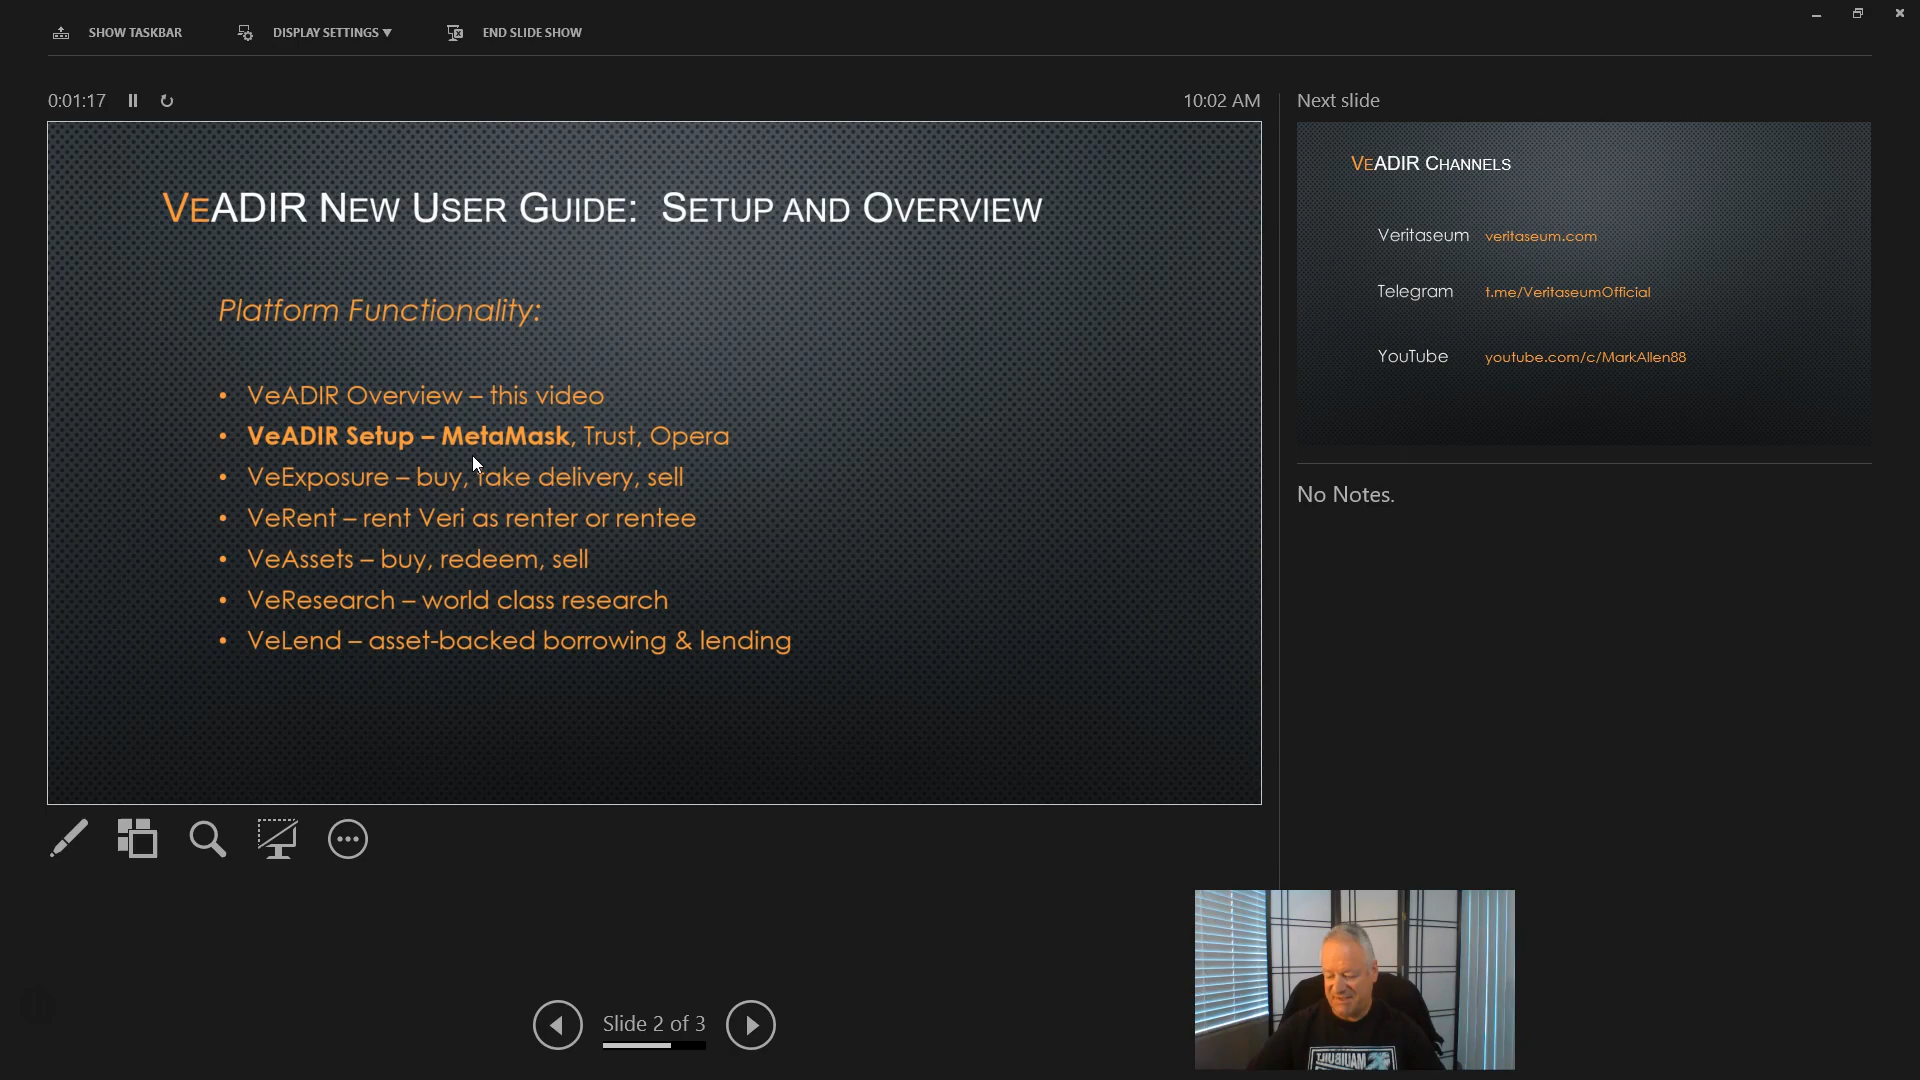 SHOW TASKBAR
DISPLAY SETTINGS ▼
END SLIDE SHOW
0:01:17
10:02 AM
VeADIR New User Guide: Setup and Overview
Platform Functionality:
• VeADIR Overview – this video
• VeADIR Setup – MetaMask, Trust, Opera
• VeExposure – buy, take delivery, sell
• VeRent – rent Veri as renter or rentee
• VeAssets – buy, redeem, sell
• VeResearch – world class research
• VeLend – asset-backed borrowing & lending
Next slide
VeADIR Channels
Veritaseum veritaseum.com
Telegram t.me/VeritaseumOfficial
YouTube youtube.com/c/MarkAllen88
No Notes.
Slide 2 of 3
MAUIBUILT